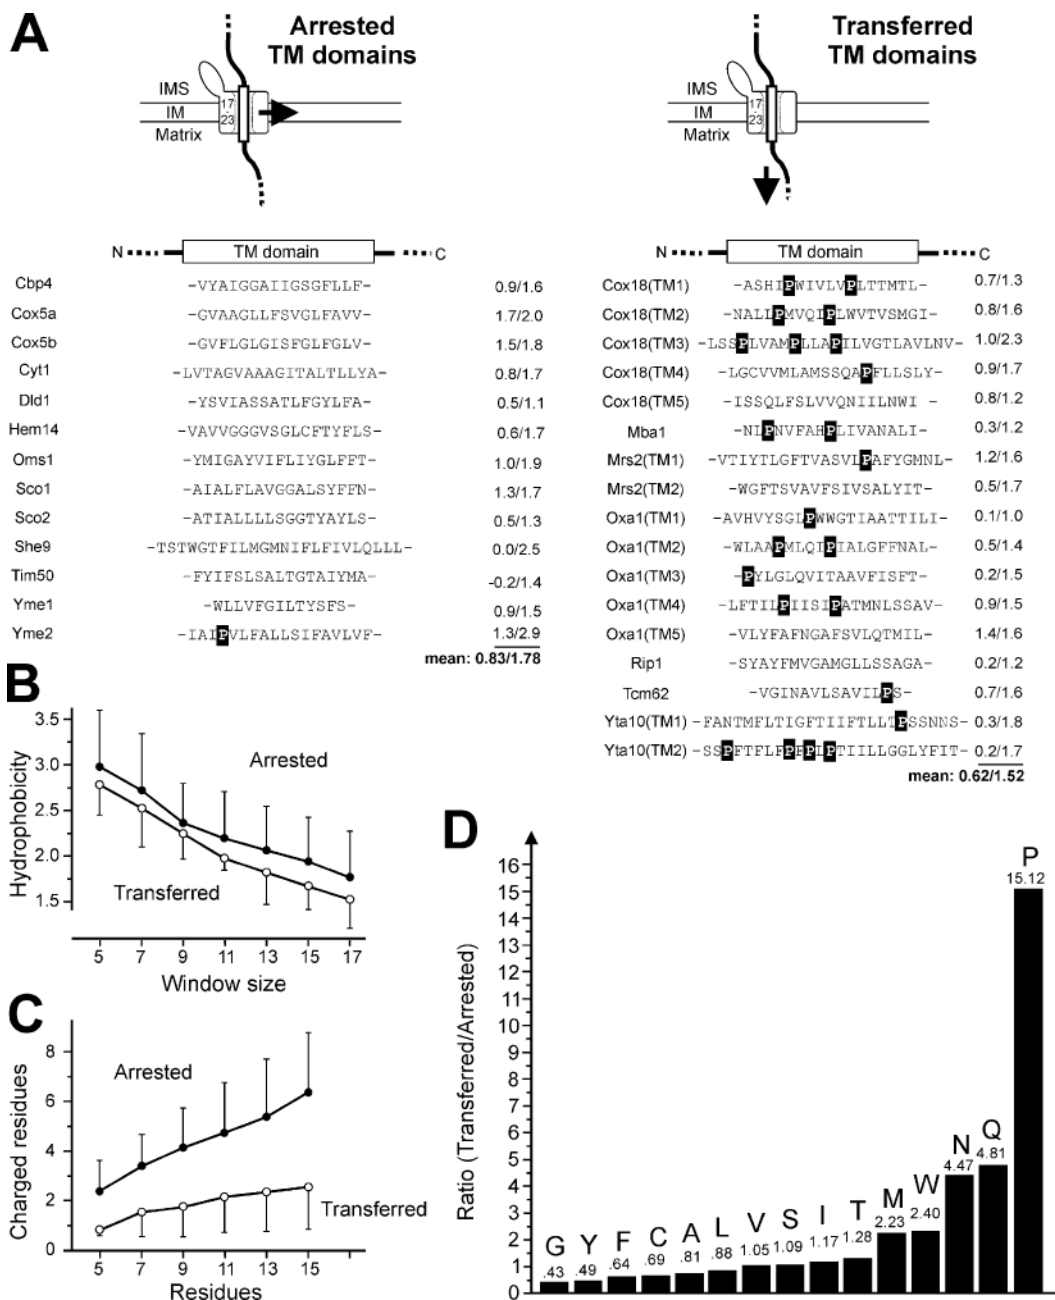 A
Arrested
TM domains
IMS
IM
Matrix
17
23
Transferred
TM domains
IMS
IM
Matrix
17
23
N
TM domain
C
Cbp4 -VYAIGGAIIGSGFLLF- 0.9/1.6
Cox5a -GVAAGLLFSVGLFAVV- 1.7/2.0
Cox5b -GVFLGLGISFGLFGLV- 1.5/1.8
Cyt1 -LVTAGVAAAGITALTLLYA- 0.8/1.7
Dld1 -YSVIASSATLFGYLFA- 0.5/1.1
Hem14 -VAVVGGGVSGLCFTYFLS- 0.6/1.7
Oms1 -YMIGAYVIFLIYGLFFT- 1.0/1.9
Sco1 -AIALFLAVGGALSYFFN- 1.3/1.7
Sco2 -ATIALLLLSGGTYAYLS- 0.5/1.3
She9 -TSTWGTFILMGMNIFLFIVLQLLL- 0.0/2.5
Tim50 -FYIFSLSALTGTAIYMA- -0.2/1.4
Yme1 -WLLVFGILTYSFS- 0.9/1.5
Yme2 -IAIPVLFALLSIFAVLVF- 1.3/2.9
mean: 0.83/1.78
N
TM domain
C
Cox18(TM1) -ASHIPWIVLVPLTTMTL- 0.7/1.3
Cox18(TM2) -NALLPMVQIPLWVTVSMGI- 0.8/1.6
Cox18(TM3) -LSSPLVAMPLLAPILVGTLAVLNV- 1.0/2.3
Cox18(TM4) -LGCVVMLAMSSQAPFLLSLY- 0.9/1.7
Cox18(TM5) -ISSQLFSLVVQNIILNWI - 0.8/1.2
Mba1 -NLPNVFAHPLIVANALI- 0.3/1.2
Mrs2(TM1) -VTIYTLGFTVASVLPAFYGMNL- 1.2/1.6
Mrs2(TM2) -WGFTSVAVFSIVSALYIT- 0.5/1.7
Oxa1(TM1) -AVHVYSGLPWWGTIAATTILI- 0.1/1.0
Oxa1(TM2) -WLAAPMLQIPIALGFFNAL- 0.5/1.4
Oxa1(TM3) -PYLGLQVITAAVFISFT- 0.2/1.5
Oxa1(TM4) -LFTILPIISIPATMNLSSAV- 0.9/1.5
Oxa1(TM5) -VLYFAFNGAFSVLQTMIL- 1.4/1.6
Rip1 -SYAYFMVGAMGLLSSAGA- 0.2/1.2
Tcm62 -VGINAVLSAVILPS- 0.7/1.6
Yta10(TM1) -FANTMFLTIGFTIIFTLLTPSSNNS- 0.3/1.8
Yta10(TM2) -SSPFTFLFPFPLPTIILLGGLYFIT- 0.2/1.7
mean: 0.62/1.52
B
Hydrophobicity
3.5
3.0
2.5
2.0
1.5
Arrested
Transferred
5 7 9 11 13 15 17
Window size
C
Charged residues
8
6
4
2
0
Arrested
Transferred
5 7 9 11 13 15
Residues
D
Ratio (Transferred/Arrested)
16
15
14
13
12
11
10
9
8
7
6
5
4
3
2
1
0
G Y F C A L V S I T M W N Q P
.43 .49 .64 .69 .81 .88 1.05 1.09 1.17 1.28 2.23 2.40 4.47 4.81 15.12